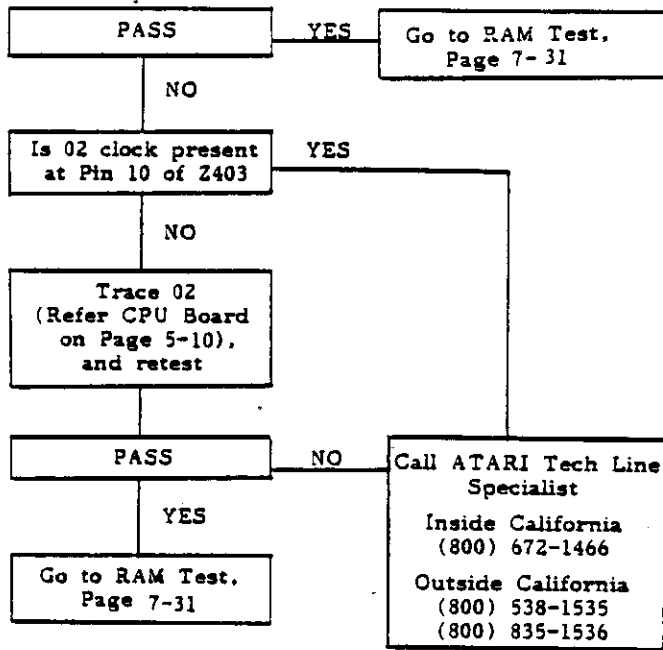 PASS
YES
Go to RAM Test,
Page 7-31
NO
Is 02 clock present
at Pin 10 of Z403
YES
NO
Trace 02
(Refer CPU Board
on Page 5-10),
and retest
PASS
NO
Call ATARI Tech Line
Specialist
Inside California
(800) 672-1466
Outside California
(800) 538-1535
(800) 835-1536
YES
Go to RAM Test,
Page 7-31